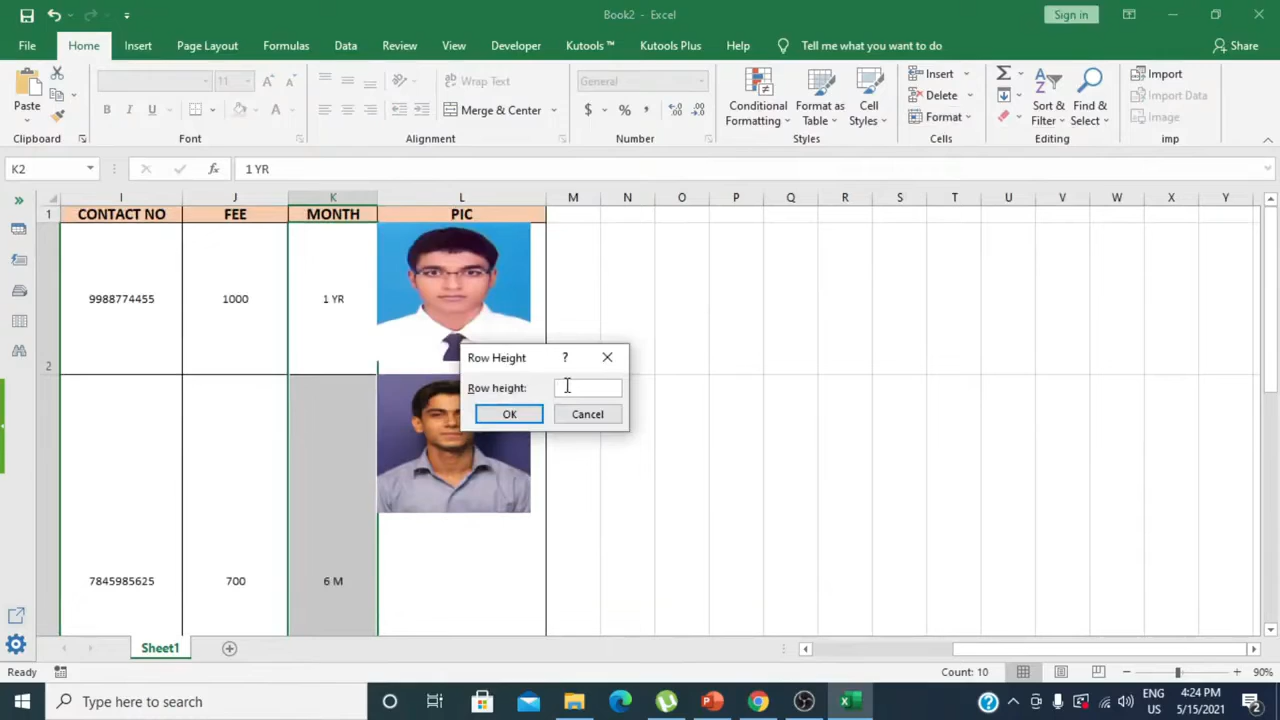 Book2 - Excel
Sign in
File Home Insert Page Layout Formulas Data Review View Developer Kutools ™ Kutools Plus Help Tell me what you want to do Share
Paste
Clipboard
11
B I U A
Font
Wrap Text
Merge & Center
Alignment
General
$ %
Number
Conditional Formatting
Format as Table
Cell Styles
Styles
Insert
Delete
Format
Cells
Sort & Filter
Find & Select
Editing
Import
Import Data
Image
imp
K2
fx
1 YR
I J K L M N O P Q R S T U V W X Y
1 CONTACT NO FEE MONTH PIC
9988774455 1000 1 YR
2
Row Height ?
Row height:
OK Cancel
7845985625 700 6 M
Sheet1
Ready
Count: 10
90%
Type here to search
ENG
US
4:24 PM
5/15/2021
2